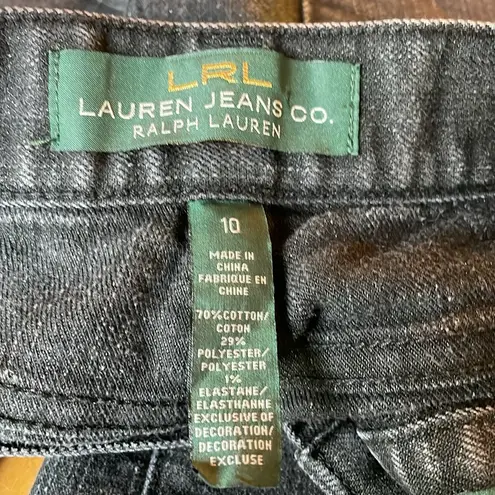 LRL
LAUREN JEANS CO.
RALPH LAUREN
10
MADE IN
CHINA
FABRIQUE EN
CHINE
70%COTTON/
COTON
29%
POLYESTER/
POLYESTER
1%
ELASTANE/
ELASTHANNE
EXCLUSIVE OF
DECORATION/
DECORATION
EXCLUSE